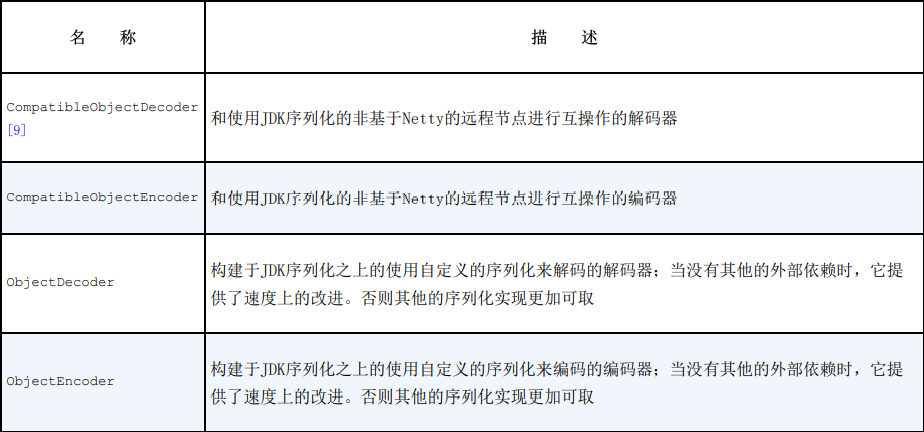 名 称
描 述
CompatibleObjectDecoder
[9]
和使用JDK序列化的非基于Netty的远程节点进行互操作的解码器
CompatibleObjectEncoder
和使用JDK序列化的非基于Netty的远程节点进行互操作的编码器
ObjectDecoder
构建于JDK序列化之上的使用自定义的序列化来解码的解码器；当没有其他的外部依赖时，它提
供了速度上的改进。否则其他的序列化实现更加可取
ObjectEncoder
构建于JDK序列化之上的使用自定义的序列化来编码的编码器；当没有其他的外部依赖时，它提
供了速度上的改进。否则其他的序列化实现更加可取